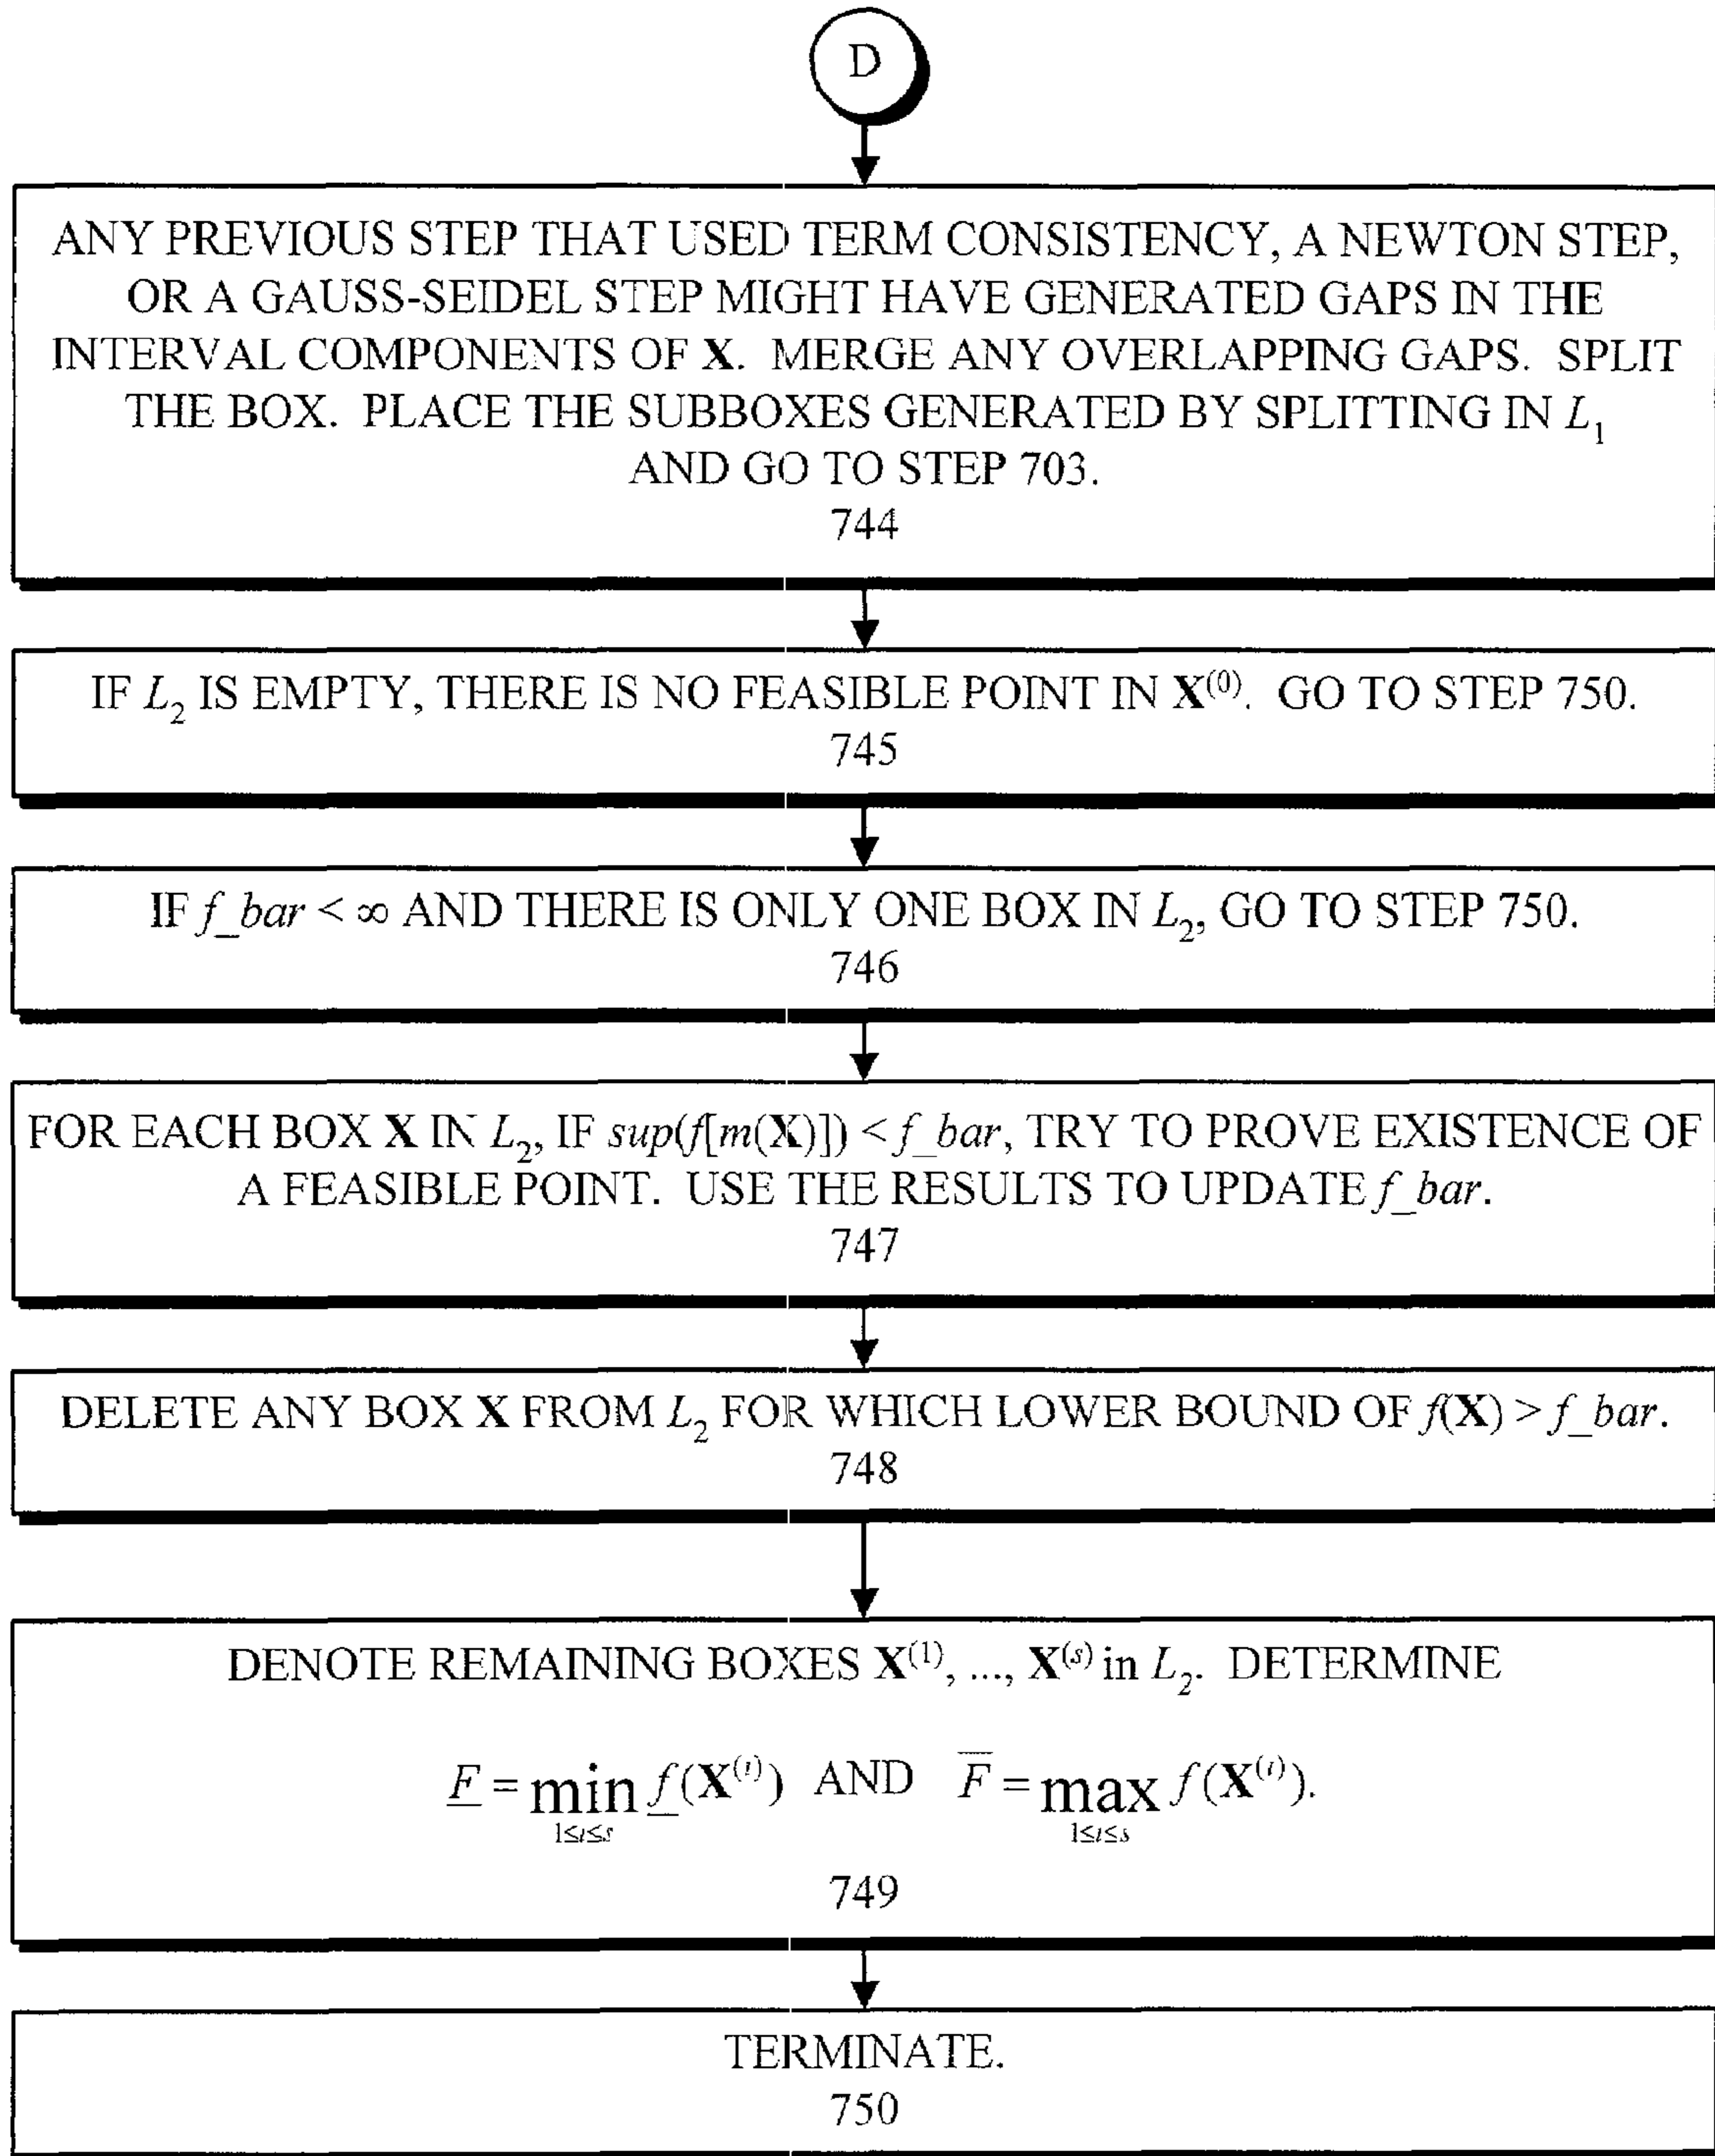 D
ANY PREVIOUS STEP THAT USED TERM CONSISTENCY, A NEWTON STEP,
OR A GAUSS-SEIDEL STEP MIGHT HAVE GENERATED GAPS IN THE
INTERVAL COMPONENTS OF X. MERGE ANY OVERLAPPING GAPS. SPLIT
THE BOX. PLACE THE SUBBOXES GENERATED BY SPLITTING IN L₁
AND GO TO STEP 703.
744
IF L₂ IS EMPTY, THERE IS NO FEASIBLE POINT IN X⁽⁰⁾. GO TO STEP 750.
745
IF f_bar < ∞ AND THERE IS ONLY ONE BOX IN L₂, GO TO STEP 750.
746
FOR EACH BOX X IN L₂, IF sup(f[m(X)]) < f_bar, TRY TO PROVE EXISTENCE OF
A FEASIBLE POINT. USE THE RESULTS TO UPDATE f_bar.
747
DELETE ANY BOX X FROM L₂ FOR WHICH LOWER BOUND OF f(X) > f_bar.
748
DENOTE REMAINING BOXES X⁽¹⁾, ..., X⁽ˢ⁾ in L₂. DETERMINE
F̲ = min f̲(X⁽ⁱ⁾) AND F̅ = max f(X⁽ⁱ⁾).
1≤i≤s 1≤i≤s
749
TERMINATE.
750